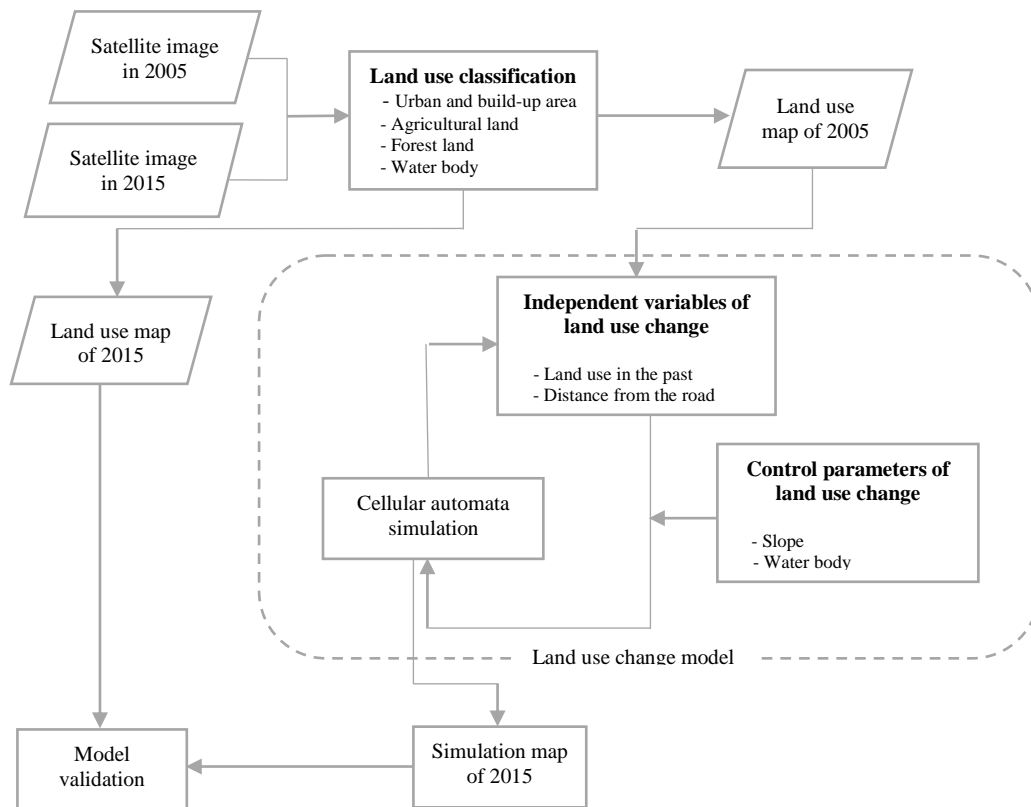 Satellite image
in 2005
Satellite image
in 2015
Land use classification
- Urban and build-up area
- Agricultural land
- Forest land
- Water body
Land use
map of 2005
Land use map
of 2015
Independent variables of
land use change
- Land use in the past
- Distance from the road
Control parameters of
land use change
- Slope
- Water body
Cellular automata
simulation
Land use change model
Model
validation
Simulation map
of 2015